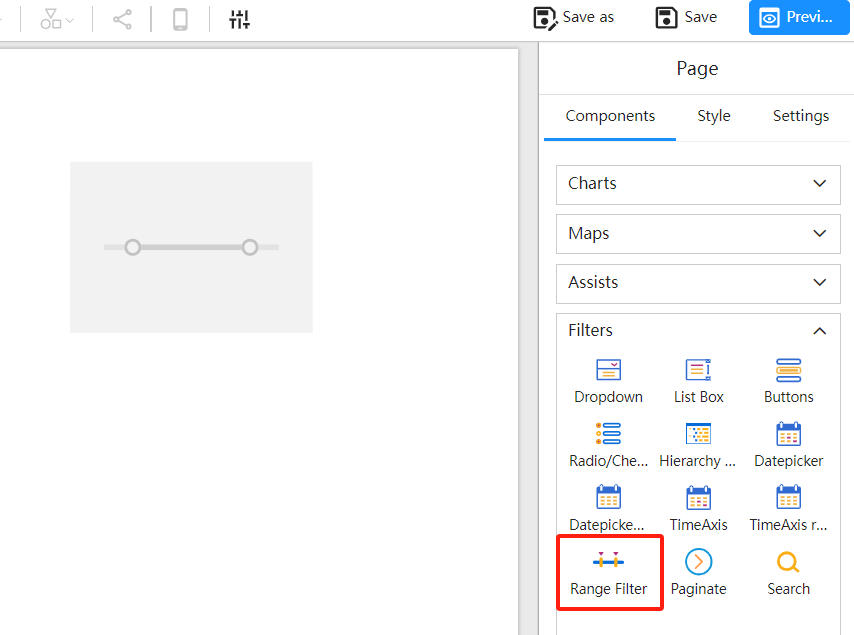 Save as
Save
Previ...
Page
Components
Style
Settings
Charts
Maps
Assists
Filters
Dropdown
List Box
Buttons
Radio/Che...
Hierarchy ...
Datepicker
Datepicke...
TimeAxis
TimeAxis r...
Range Filter
Paginate
Search